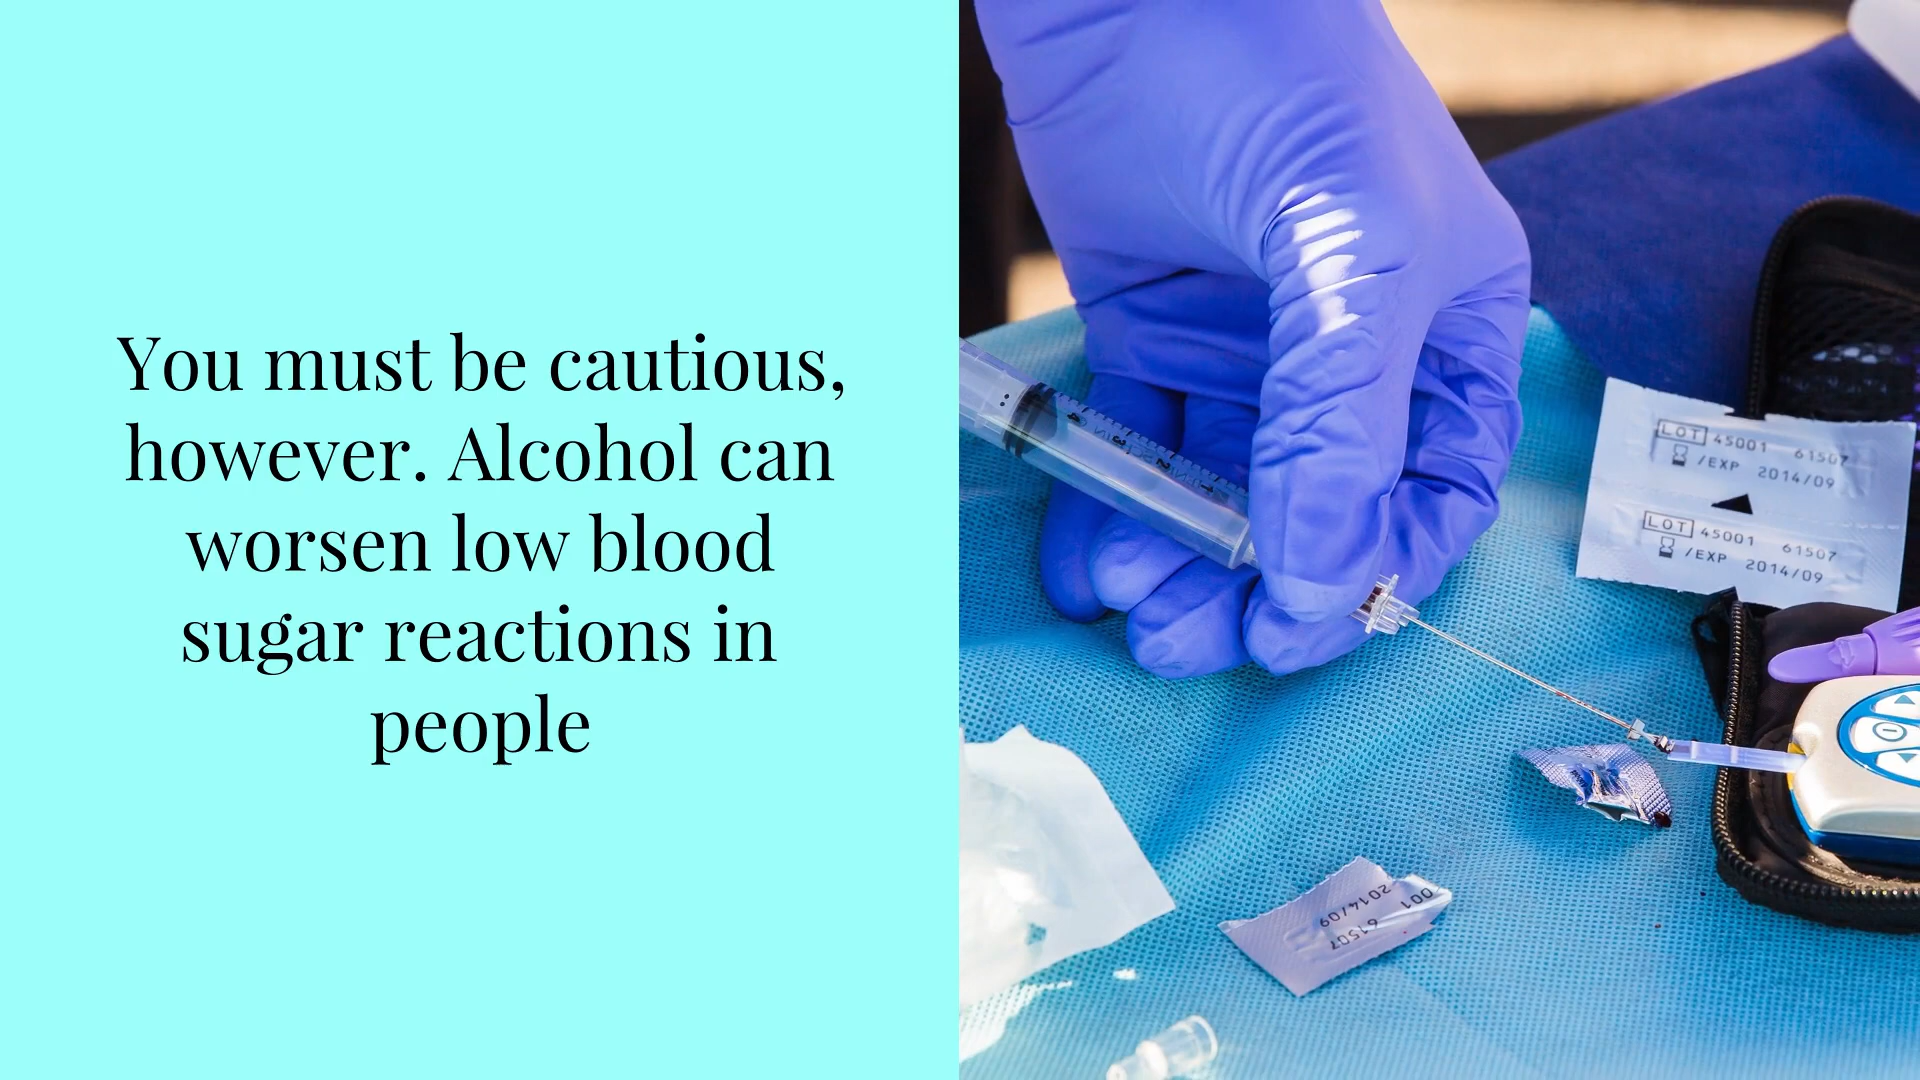 You must be cautious,
however. Alcohol can
worsen low blood
sugar reactions in
people
LOT 45001 61507
/EXP 2014/09
LOT 45001 61507
/EXP 2014/09
001
2014/09
61507